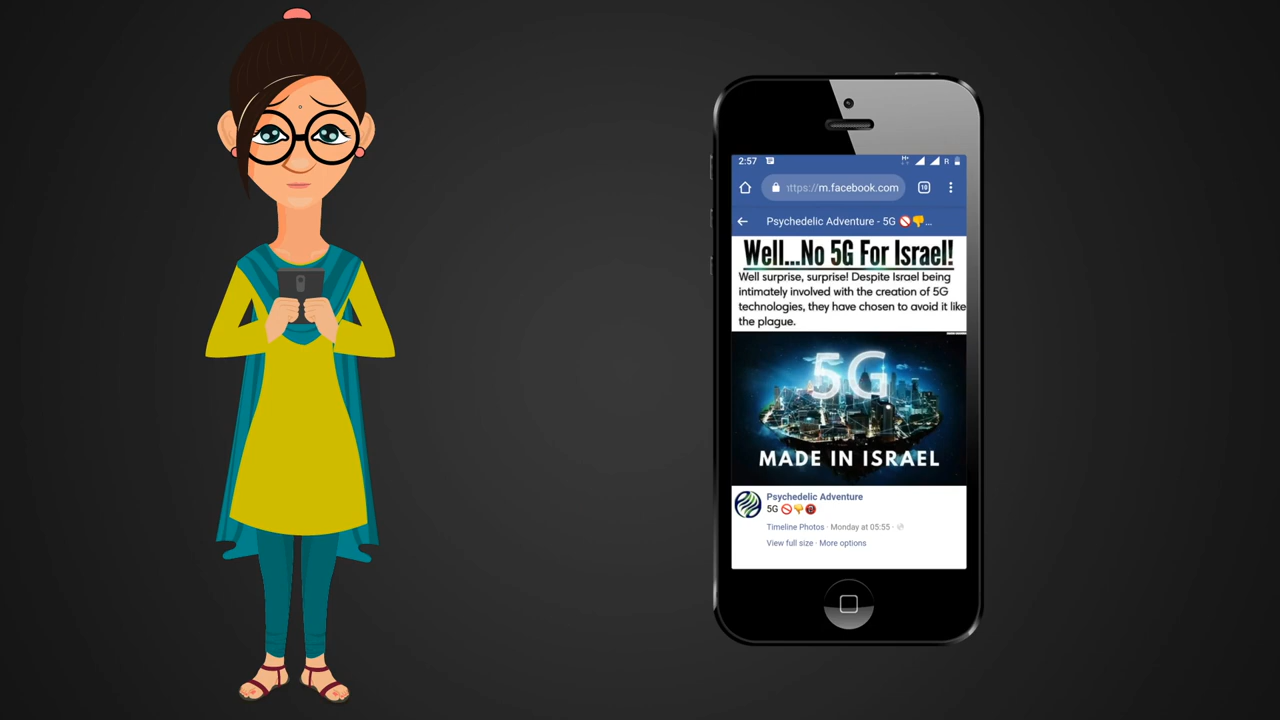 2:57
H+
R
https://m.facebook.com
10
Psychedelic Adventure - 5G 🚫👎...
Well...No 5G For Israel!
Well surprise, surprise! Despite Israel being
intimately involved with the creation of 5G
technologies, they have chosen to avoid it like
the plague.
5G
MADE IN ISRAEL
Psychedelic Adventure
5G 🚫👎📵
Timeline Photos · Monday at 05:55 ·
View full size · More options